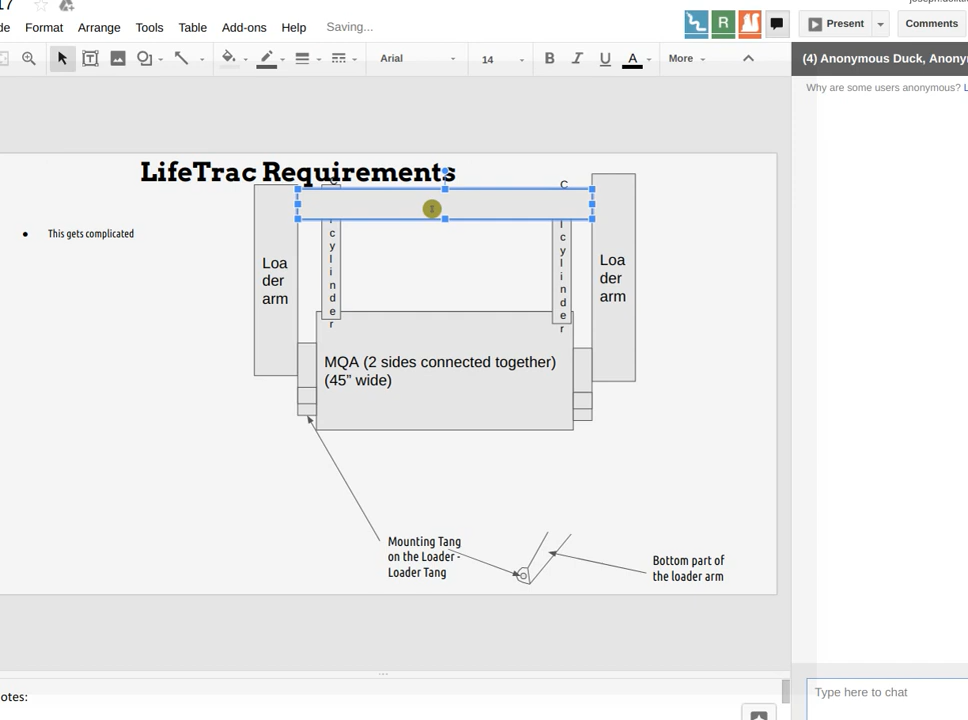 17
de Format Arrange Tools Table Add-ons Help Saving...
Present Comments
Arial 14 B I U A More
(4) Anonymous Duck, Anony
Why are some users anonymous? L
LifeTrac Requirements
This gets complicated
Loa
der
arm
C
l
c
y
l
i
n
d
e
r
C
l
c
y
l
i
n
d
e
r
Loa
der
arm
MQA (2 sides connected together)
(45" wide)
Mounting Tang
on the Loader -
Loader Tang
Bottom part of
the loader arm
otes:
Type here to chat